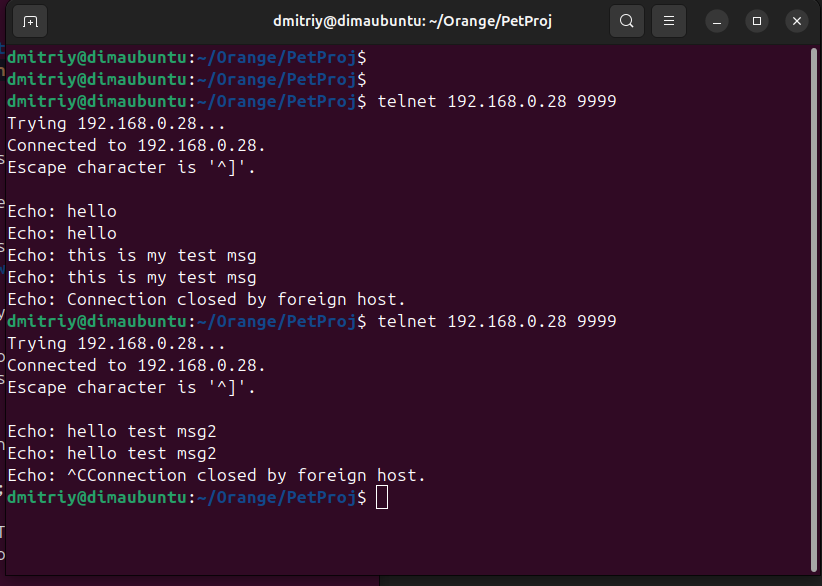 dmitriy@dimaubuntu: ~/Orange/PetProj
dmitriy@dimaubuntu:~/Orange/PetProj$
dmitriy@dimaubuntu:~/Orange/PetProj$
dmitriy@dimaubuntu:~/Orange/PetProj$ telnet 192.168.0.28 9999
Trying 192.168.0.28...
Connected to 192.168.0.28.
Escape character is '^]'.
Echo: hello
Echo: hello
Echo: this is my test msg
Echo: this is my test msg
Echo: Connection closed by foreign host.
dmitriy@dimaubuntu:~/Orange/PetProj$ telnet 192.168.0.28 9999
Trying 192.168.0.28...
Connected to 192.168.0.28.
Escape character is '^]'.
Echo: hello test msg2
Echo: hello test msg2
Echo: ^CConnection closed by foreign host.
dmitriy@dimaubuntu:~/Orange/PetProj$